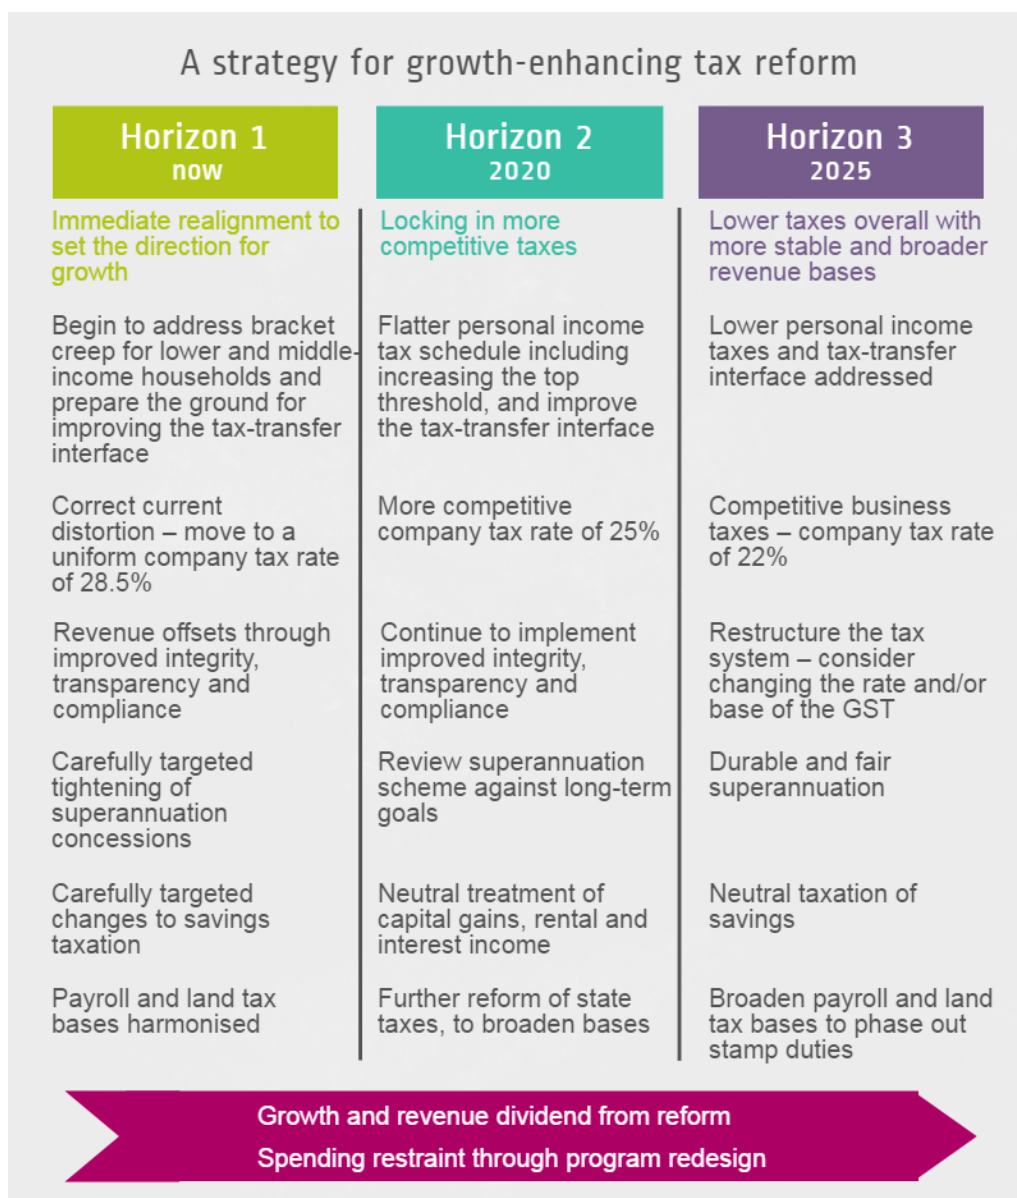 A strategy for growth-enhancing tax reform
Horizon 1
now
Immediate realignment to
set the direction for
growth
Begin to address bracket
creep for lower and middle-
income households and
prepare the ground for
improving the tax-transfer
interface
Correct current
distortion – move to a
uniform company tax rate
of 28.5%
Revenue offsets through
improved integrity,
transparency and
compliance
Carefully targeted
tightening of
superannuation
concessions
Carefully targeted
changes to savings
taxation
Payroll and land tax
bases harmonised
Horizon 2
2020
Locking in more
competitive taxes
Flatter personal income
tax schedule including
increasing the top
threshold, and improve
the tax-transfer interface
More competitive
company tax rate of 25%
Continue to implement
improved integrity,
transparency and
compliance
Review superannuation
scheme against long-term
goals
Neutral treatment of
capital gains, rental and
interest income
Further reform of state
taxes, to broaden bases
Horizon 3
2025
Lower taxes overall with
more stable and broader
revenue bases
Lower personal income
taxes and tax-transfer
interface addressed
Competitive business
taxes – company tax rate
of 22%
Restructure the tax
system – consider
changing the rate and/or
base of the GST
Durable and fair
superannuation
Neutral taxation of
savings
Broaden payroll and land
tax bases to phase out
stamp duties
Growth and revenue dividend from reform
Spending restraint through program redesign